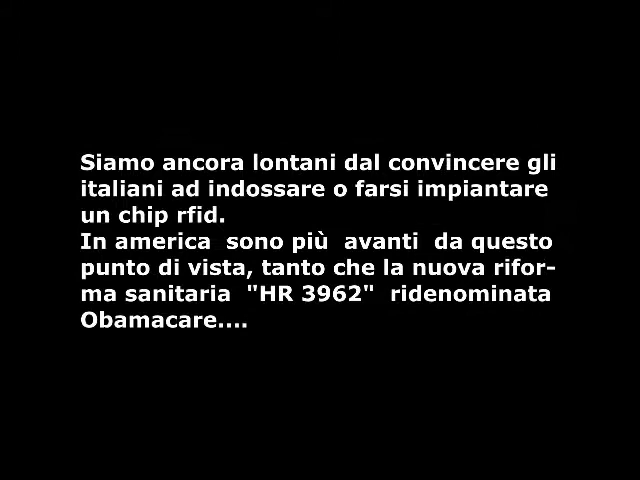 Siamo ancora lontani dal convincere gli
italiani ad indossare o farsi impiantare
un chip rfid.
In america sono più avanti da questo
punto di vista, tanto che la nuova rifor-
ma sanitaria "HR 3962" ridenominata
Obamacare....